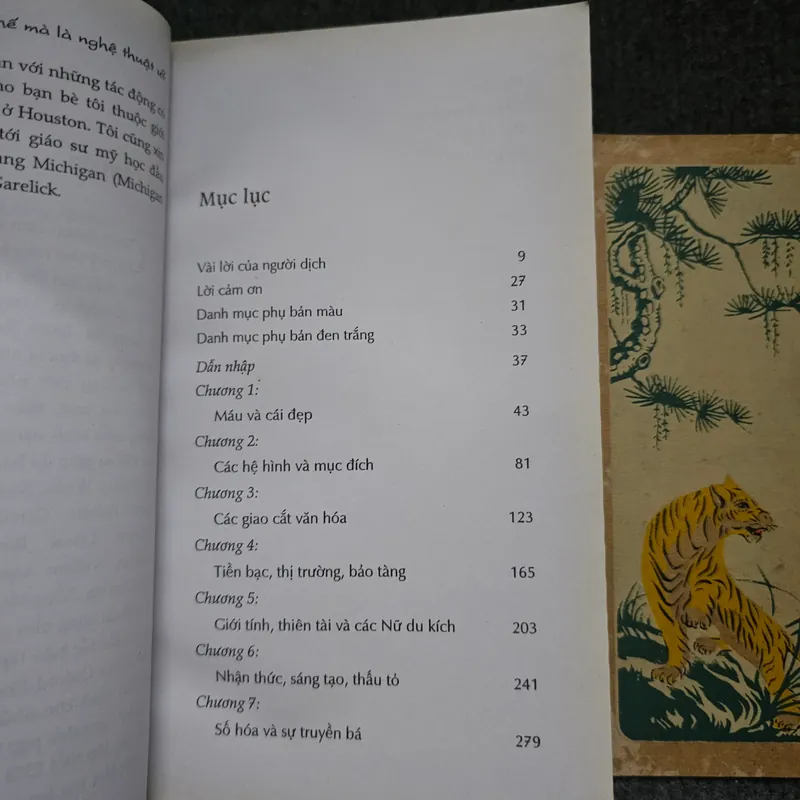 thế mà là nghệ thuật
với những tác động
bạn bè tôi thuộc
ở Houston. Tôi cũng xin
tới giáo sư mỹ học đầu
Michigan (Michigan
Garelick.
Mục lục
Vài lời của người dịch 9
Lời cảm ơn 27
Danh mục phụ bản màu 31
Danh mục phụ bản đen trắng 33
Dẫn nhập 37
Chương 1:
Máu và cái đẹp 43
Chương 2:
Các hệ hình và mục đích 81
Chương 3:
Các giao cắt văn hóa 123
Chương 4:
Tiền bạc, thị trường, bảo tàng 165
Chương 5:
Giới tính, thiên tài và các Nữ du kích 203
Chương 6:
Nhận thức, sáng tạo, thấu tỏ 241
Chương 7:
Số hóa và sự truyền bá 279